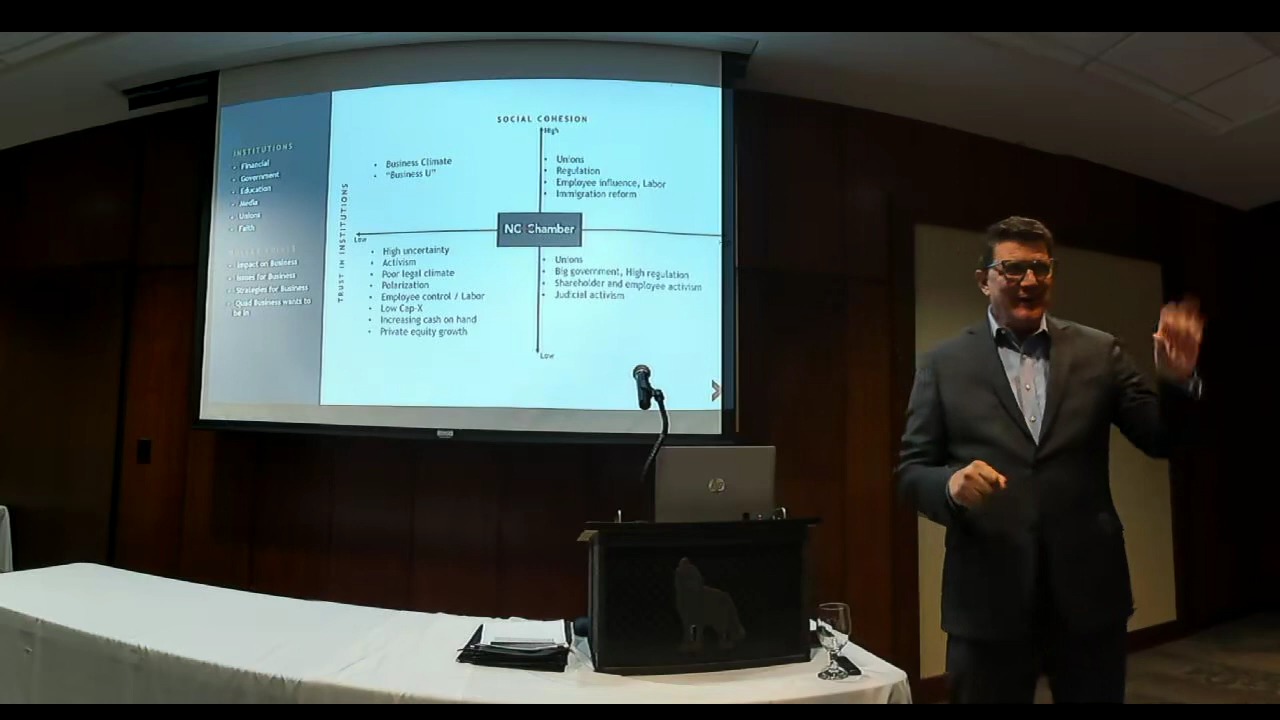 SOCIAL COHESION
High
INSTITUTIONS
• Financial
• Government
• Education
• Media
• Unions
• Faith
• Impact on Business
• Issues for Business
• Strategies for Business
• Quad Business wants to
be in
TRUST IN INSTITUTIONS
• Business Climate
• "Business U"
• Unions
• Regulation
• Employee influence, Labor
• Immigration reform
NC Chamber
Low
• High uncertainty
• Activism
• Poor legal climate
• Polarization
• Employee control / Labor
• Low Cap-X
• Increasing cash on hand
• Private equity growth
• Unions
• Big government, High regulation
• Shareholder and employee activism
• Judicial activism
Low
hp